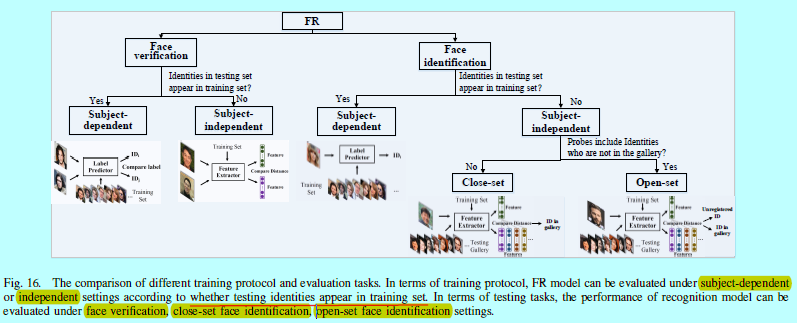 FR
Face
verification
Face
identification
Identities in testing set
appear in training set?
Identities in testing set
appear in training set?
Yes
No
Yes
No
Subject-
dependent
Subject-
independent
Subject-
dependent
Subject-
independent
Probes include Identities
who are not in the gallery?
No
Yes
Close-set
Open-set
Label
Predictor
ID₁
Compare label
ID₂
... Training
Set
Training Set
Feature
Extractor
Feature
Compare Distance
Feature
Label
Predictor
ID₁
Training
Set
...
Training Set
Feature
Extractor
Feature
Compare Distance
ID in
gallery
... Testing
Gallery
...
Features
Training Set
Feature
Extractor
Feature
Compare Distance
Unregistered
ID
ID in
gallery
... Testing
Gallery
...
Features
Fig. 16. The comparison of different training protocol and evaluation tasks. In terms of training protocol, FR model can be evaluated under subject-dependent
or independent settings according to whether testing identities appear in training set. In terms of testing tasks, the performance of recognition model can be
evaluated under face verification, close-set face identification, open-set face identification settings.